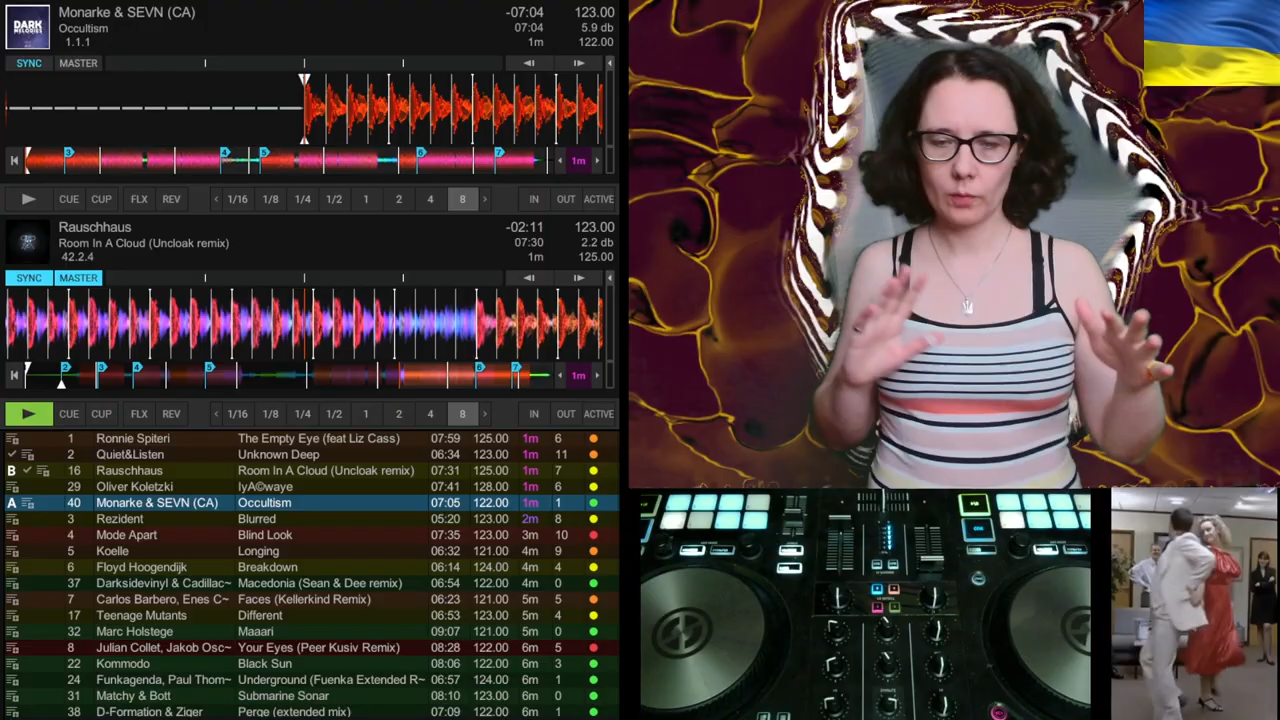 DARK
MELODIES
Monarke & SEVN (CA)
Occultism
1.1.1
-07:04
07:04
1m
123.00
5.9 db
122.00
SYNC MASTER
3 4 5 6 7
1m
CUE CUP FLX REV 1/16 1/8 1/4 1/2 1 2 4 8 IN OUT ACTIVE
Rauschhaus
Room In A Cloud (Uncloak remix)
42.2.4
-02:11
07:30
1m
123.00
2.2 db
125.00
SYNC MASTER
2 3 4 5 6 7
1m
CUE CUP FLX REV 1/16 1/8 1/4 1/2 1 2 4 8 IN OUT ACTIVE
1 Ronnie Spiteri The Empty Eye (feat Liz Cass) 07:59 125.00 1m 6
2 Quiet&Listen Unknown Deep 06:34 123.00 1m 11
B 16 Rauschhaus Room In A Cloud (Uncloak remix) 07:31 125.00 1m 7
29 Oliver Koletzki IyA©waye 07:41 128.00 1m 6
A 40 Monarke & SEVN (CA) Occultism 07:05 122.00 1m 1
3 Rezident Blurred 05:20 123.00 2m 8
4 Mode Apart Blind Look 07:35 123.00 3m 10
5 Koelle Longing 06:32 121.00 4m 9
6 Floyd Hoogendijk Breakdown 06:14 124.00 4m 4
37 Darksidevinyl & Cadillac~ Macedonia (Sean & Dee remix) 06:54 122.00 4m 0
7 Carlos Barbero, Enes C~ Faces (Kellerkind Remix) 06:23 121.00 5m 5
17 Teenage Mutants Different 06:53 123.00 5m 4
32 Marc Holstege Maaari 09:07 121.00 5m 0
8 Julian Collet, Jakob Osc~ Your Eyes (Peer Kusiv Remix) 08:28 122.00 6m 5
22 Kommodo Black Sun 08:06 122.00 6m 3
24 Funkagenda, Paul Thom~ Underground (Fuenka Extended R~ 06:57 124.00 6m 1
31 Matchy & Bott Submarine Sonar 08:10 123.00 6m 0
38 D-Formation & Ziger Perge (extended mix) 07:09 122.00 6m 1